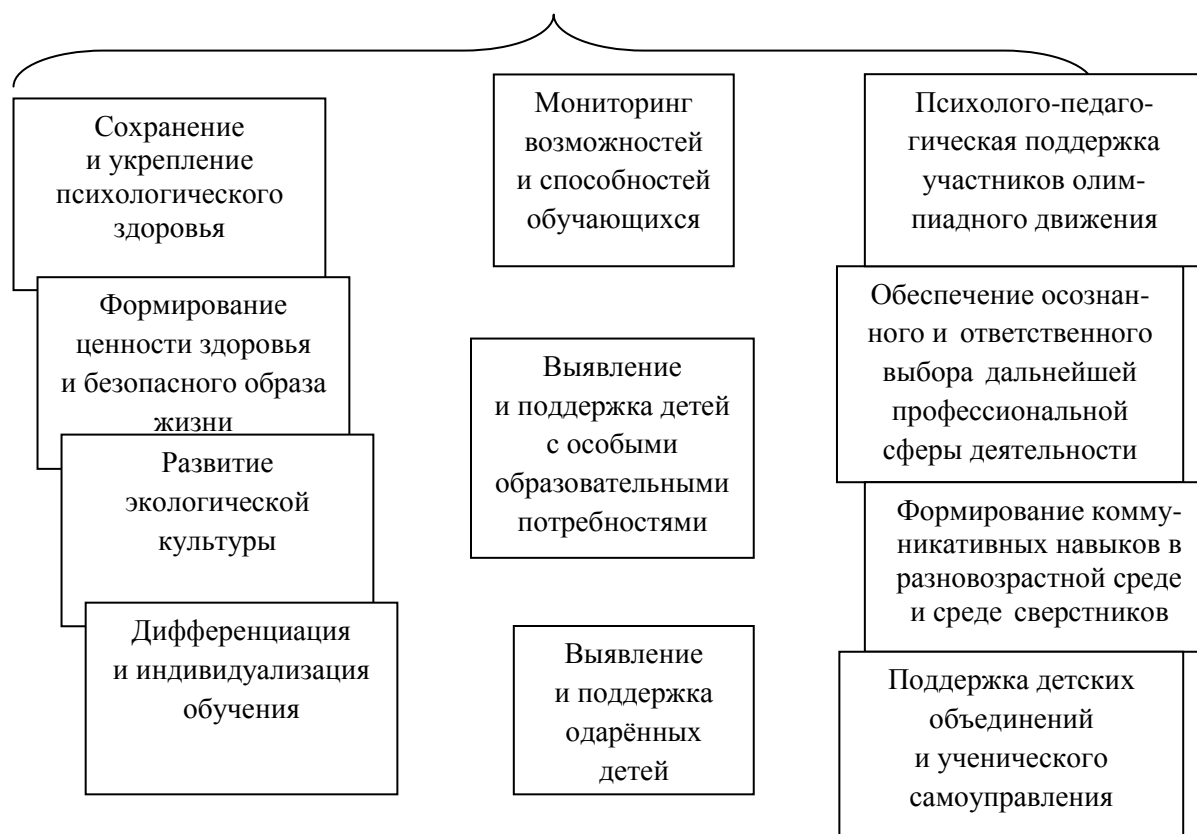 Сохранение
и укрепление
психологического
здоровья
Формирование
ценности здоровья
и безопасного образа
жизни
Развитие
экологической
культуры
Дифференциация
и индивидуализация
обучения
Мониторинг
возможностей
и способностей
обучающихся
Выявление
и поддержка детей
с особыми
образовательными
потребностями
Выявление
и поддержка
одарённых
детей
Психолого-педаго-
гическая поддержка
участников олим-
пиадного движения
Обеспечение осознан-
ного и ответственного
выбора дальнейшей
профессиональной
сферы деятельности
Формирование комму-
никативных навыков в
разновозрастной среде
и среде сверстников
Поддержка детских
объединений
и ученического
самоуправления